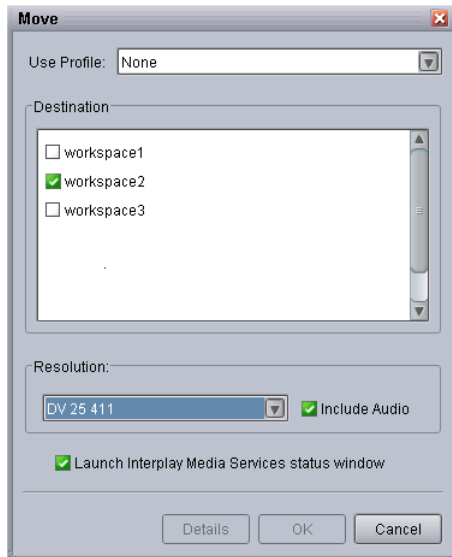 Move
Use Profile: None
Destination
workspace1
workspace2
workspace3
Resolution:
DV 25 411 Include Audio
Launch Interplay Media Services status window
Details OK Cancel